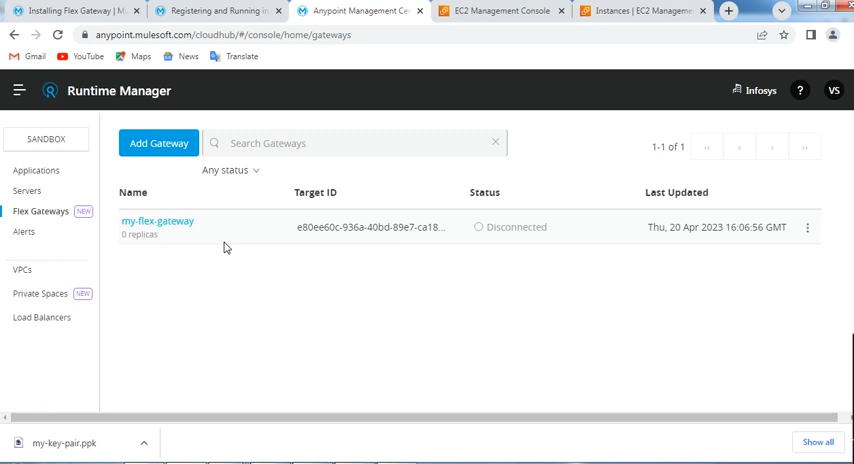 Installing Flex Gateway | M
Registering and Running in
Anypoint Management Ce
EC2 Management Console
Instances | EC2 Manageme
anypoint.mulesoft.com/cloudhub/#/console/home/gateways
Gmail
YouTube
Maps
News
Translate
Runtime Manager
Infosys
?
VS
SANDBOX
Applications
Servers
Flex Gateways NEW
Alerts
VPCs
Private Spaces NEW
Load Balancers
Add Gateway
Search Gateways
1-1 of 1
Any status
Name Target ID Status Last Updated
my-flex-gateway
0 replicas
e80ee60c-936a-40bd-89e7-ca18...
Disconnected
Thu, 20 Apr 2023 16:06:56 GMT
my-key-pair.ppk
Show all